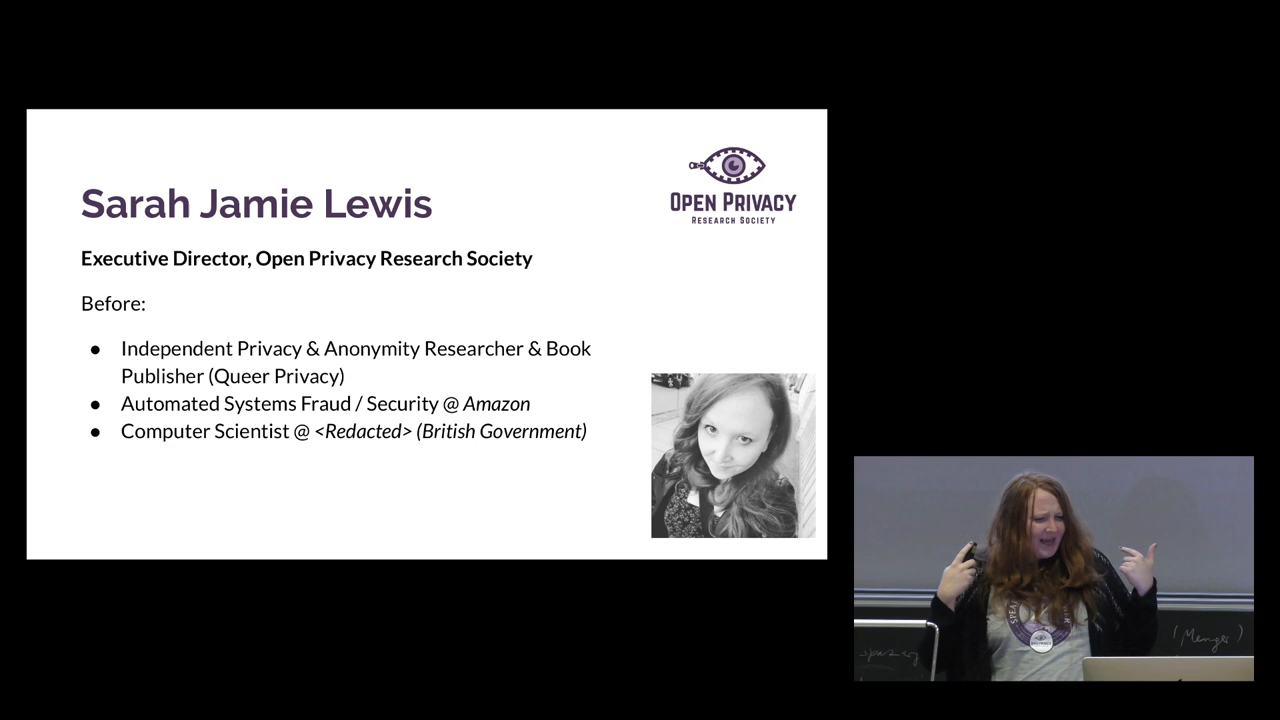 Sarah Jamie Lewis
OPEN PRIVACY
RESEARCH SOCIETY
Executive Director, Open Privacy Research Society
Before:
● Independent Privacy & Anonymity Researcher & Book
Publisher (Queer Privacy)
● Automated Systems Fraud / Security @ Amazon
● Computer Scientist @ <Redacted> (British Government)
(Menger)